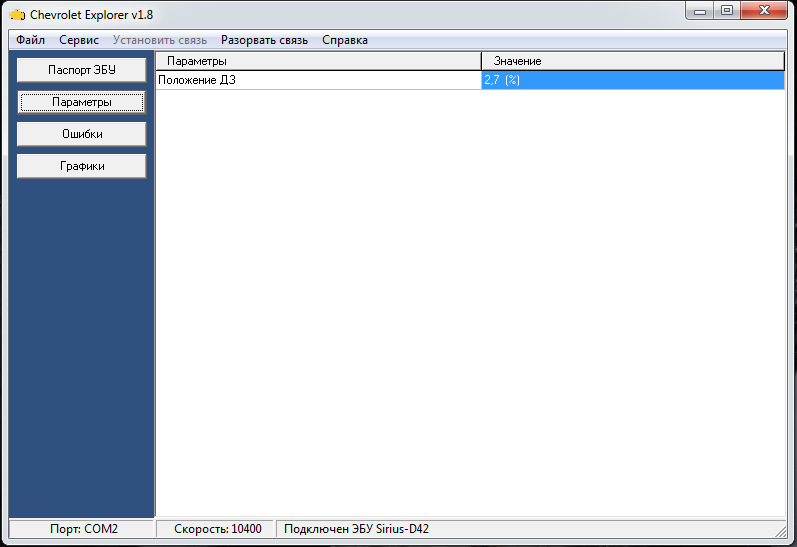 Chevrolet Explorer v1.8
Файл Сервис Установить связь Разорвать связь Справка
Паспорт ЭБУ
Параметры
Ошибки
Графики
Параметры Значение
Положение ДЗ 2,7 (%)
Порт: COM2 Скорость: 10400 Подключен ЭБУ Sirius-D42